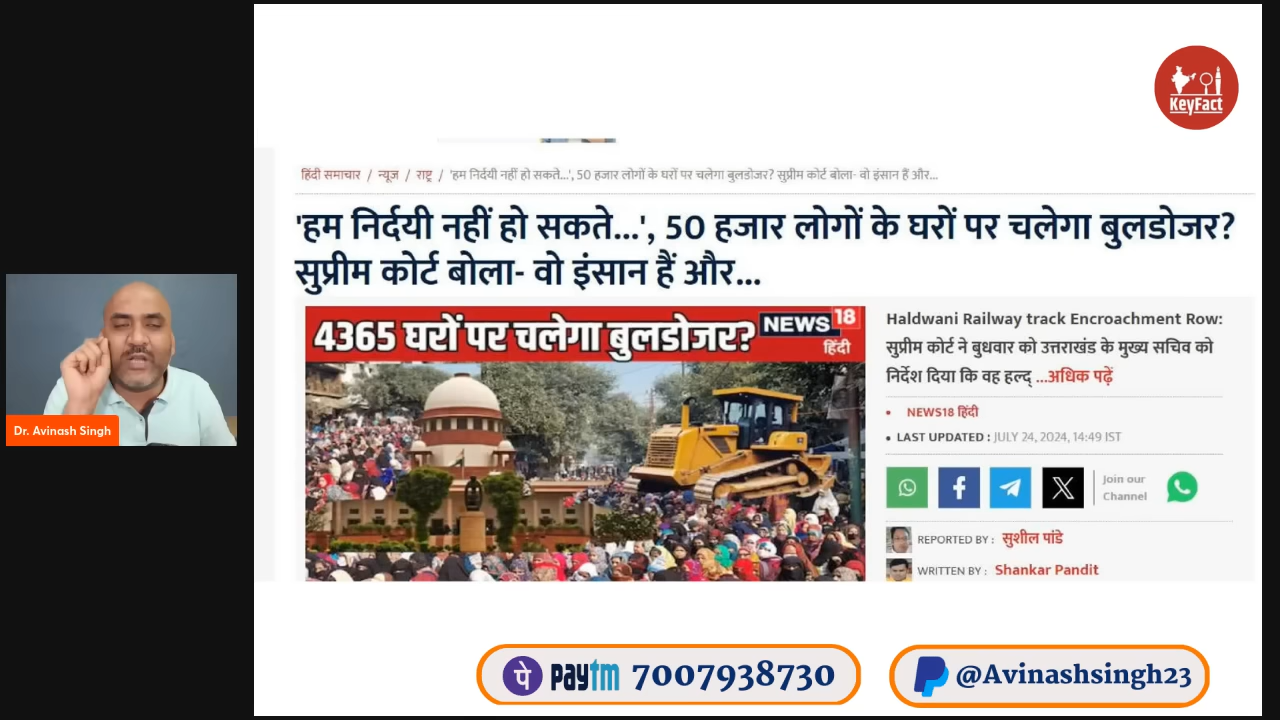 KeyFact
हिंदी समाचार / न्यूज / राष्ट्र / 'हम निर्दयी नहीं हो सकते...', 50 हजार लोगों के घरों पर चलेगा बुलडोजर? सुप्रीम कोर्ट बोला- वो इंसान हैं और...
'हम निर्दयी नहीं हो सकते...', 50 हजार लोगों के घरों पर चलेगा बुलडोजर?
सुप्रीम कोर्ट बोला- वो इंसान हैं और...
4365 घरों पर चलेगा बुलडोजर?
NEWS 18
हिंदी
Haldwani Railway track Encroachment Row:
सुप्रीम कोर्ट ने बुधवार को उत्तराखंड के मुख्य सचिव को
निर्देश दिया कि वह हल्द् ...अधिक पढ़ें
• NEWS18 हिंदी
• LAST UPDATED : JULY 24, 2024, 14:49 IST
Join our
Channel
REPORTED BY : सुशील पांडे
WRITTEN BY : Shankar Pandit
Dr. Avinash Singh
पे paytm 7007938730
@Avinashsingh23